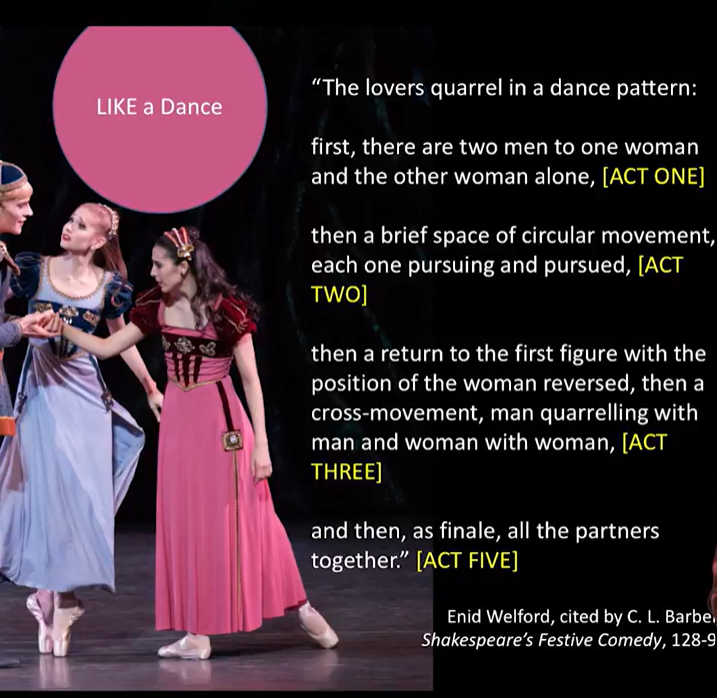 LIKE a Dance
“The lovers quarrel in a dance pattern:
first, there are two men to one woman
and the other woman alone, [ACT ONE]
then a brief space of circular movement,
each one pursuing and pursued, [ACT
TWO]
then a return to the first figure with the
position of the woman reversed, then a
cross-movement, man quarrelling with
man and woman with woman, [ACT
THREE]
and then, as finale, all the partners
together.” [ACT FIVE]
Enid Welford, cited by C. L. Barber,
Shakespeare’s Festive Comedy, 128-9